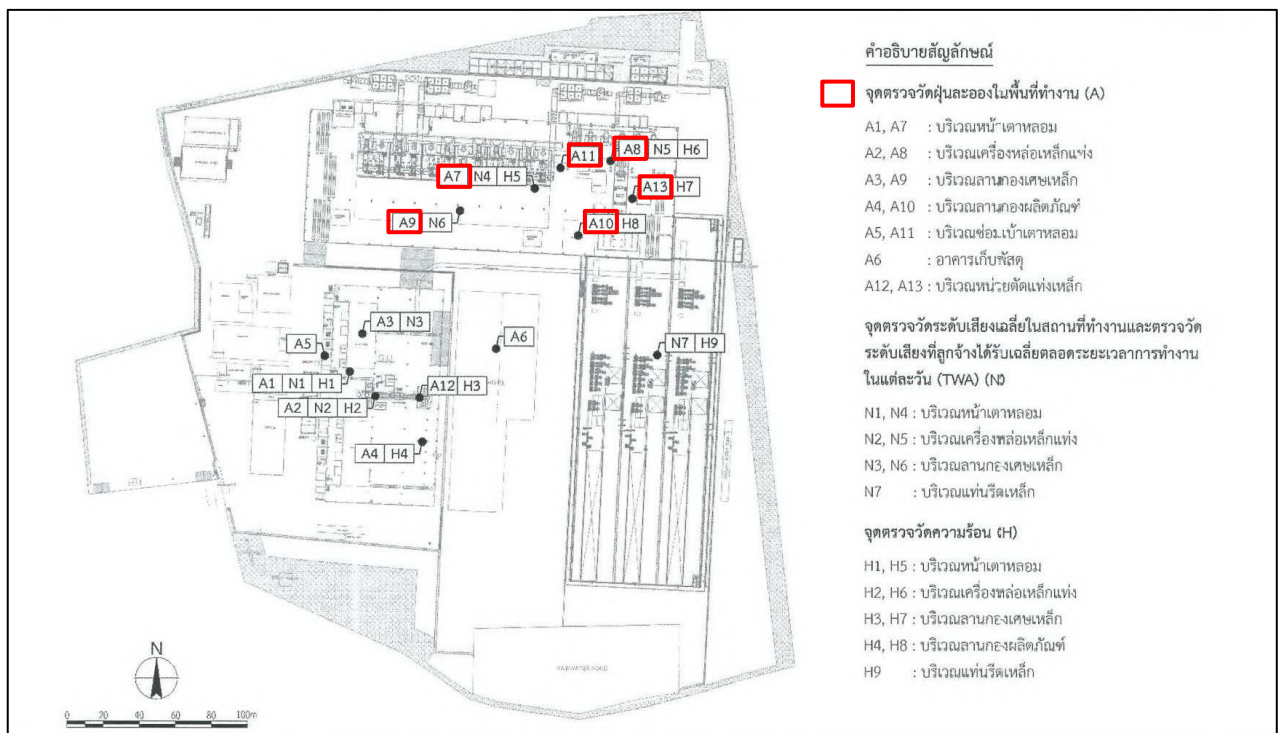 คำอธิบายสัญลักษณ์
จุดตรวจวัดฝุ่นละอองในพื้นที่ทำงาน (A)
A1, A7 : บริเวณหน้าเตาหลอม
A2, A8 : บริเวณเครื่องหล่อเหล็กแท่ง
A3, A9 : บริเวณลานกองเศษเหล็ก
A4, A10 : บริเวณลานกองผลิตภัณฑ์
A5, A11 : บริเวณซ่อมเบ้าเตาหลอม
A6 : อาคารเก็บพัสดุ
A12, A13 : บริเวณหน่วยตัดแท่งเหล็ก
จุดตรวจวัดระดับเสียงเฉลี่ยในสถานที่ทำงานและตรวจวัด
ระดับเสียงที่ลูกจ้างได้รับเฉลี่ยตลอดระยะเวลาการทำงาน
ในแต่ละวัน (TWA) (N)
N1, N4 : บริเวณหน้าเตาหลอม
N2, N5 : บริเวณเครื่องหล่อเหล็กแท่ง
N3, N6 : บริเวณลานกองเศษเหล็ก
N7 : บริเวณแท่นรีดเหล็ก
จุดตรวจวัดความร้อน (H)
H1, H5 : บริเวณหน้าเตาหลอม
H2, H6 : บริเวณเครื่องหล่อเหล็กแท่ง
H3, H7 : บริเวณลานกองเศษเหล็ก
H4, H8 : บริเวณลานกองผลิตภัณฑ์
H9 : บริเวณแท่นรีดเหล็ก
A11
A8 N5 H6
A7 N4 H5
A13 H7
A9 N6
A10 H8
A3 N3
A5
A6
N7 H9
A1 N1 H1
A12 H3
A2 N2 H2
A4 H4
N
0 20 40 60 80 100m